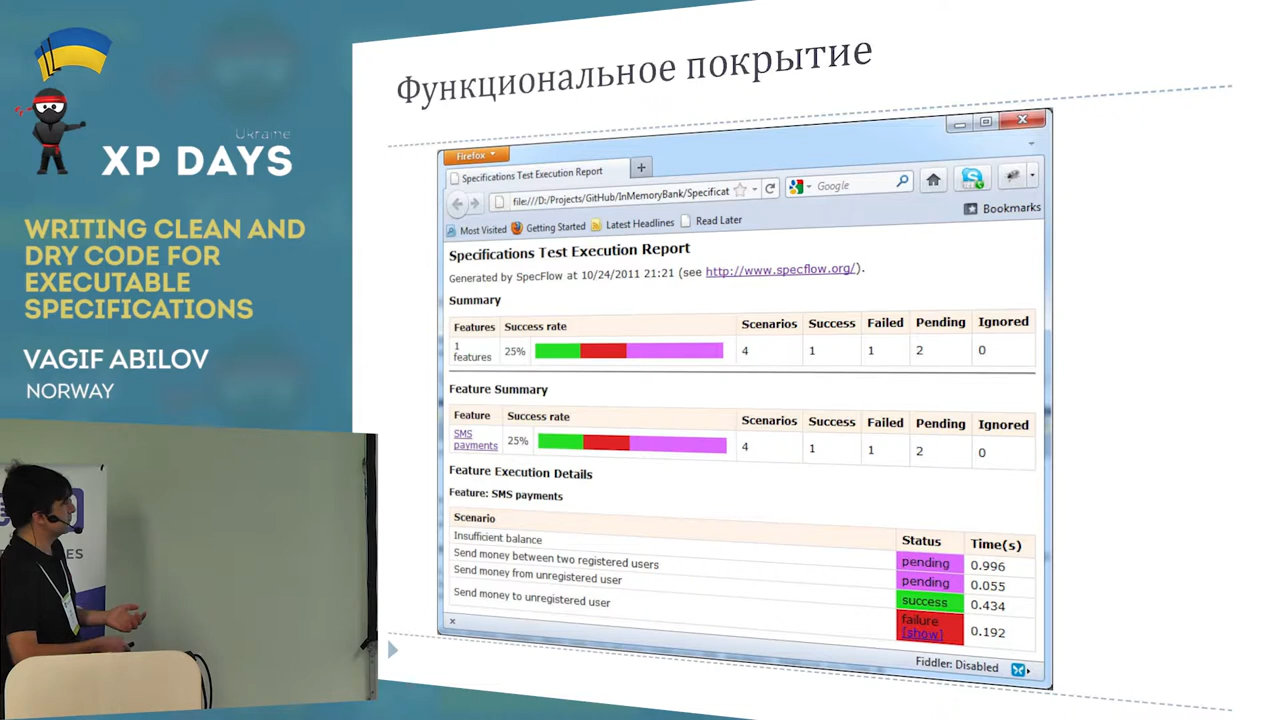 Ukraine
XP DAYS
WRITING CLEAN AND
DRY CODE FOR
EXECUTABLE
SPECIFICATIONS
VAGIF ABILOV
NORWAY
Функциональное покрытие
Firefox
Specifications Test Execution Report
file:///D:/Projects/GitHub/InMemoryBank/Specificat
Google
Most Visited Getting Started Latest Headlines Read Later
Bookmarks
Specifications Test Execution Report
Generated by SpecFlow at 10/24/2011 21:21 (see http://www.specflow.org/).
Summary
Features Success rate Scenarios Success Failed Pending Ignored
1 features 25% 4 1 1 2 0
Feature Summary
Feature Success rate Scenarios Success Failed Pending Ignored
SMS payments 25% 4 1 1 2 0
Feature Execution Details
Feature: SMS payments
Scenario Status Time(s)
Insufficient balance pending 0.996
Send money between two registered users pending 0.055
Send money from unregistered user success 0.434
Send money to unregistered user failure [show] 0.192
Fiddler: Disabled